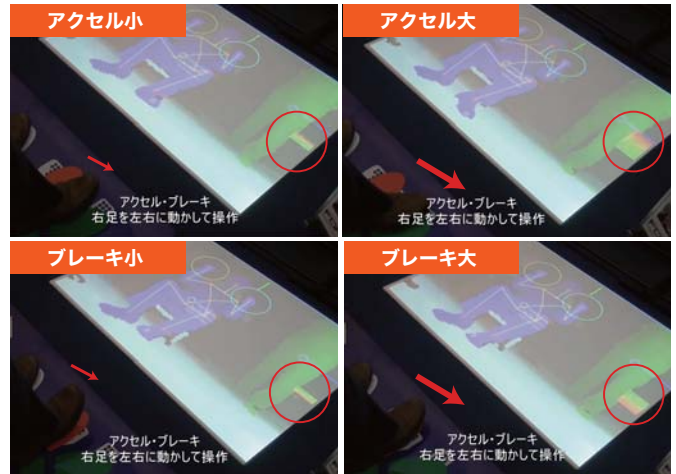 アクセル小
アクセル大
アクセル・ブレーキ
右足を左右に動かして操作
アクセル・ブレーキ
右足を左右に動かして操作
ブレーキ小
ブレーキ大
アクセル・ブレーキ
右足を左右に動かして操作
アクセル・ブレーキ
右足を左右に動かして操作